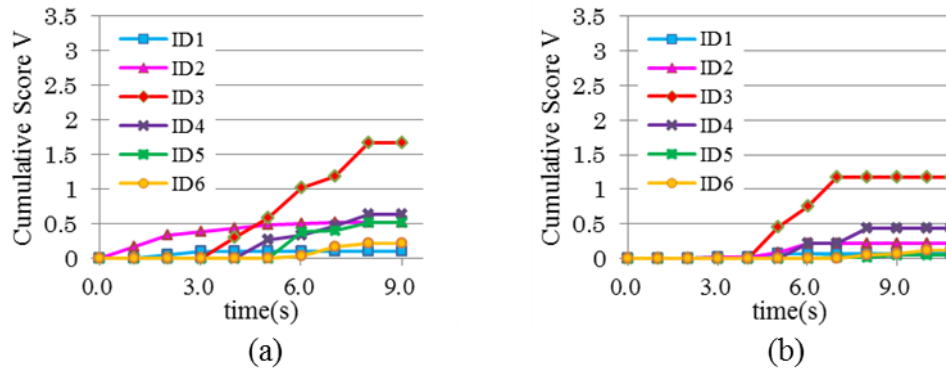 3.5
3
2.5
2
1.5
1
0.5
0
Cumulative Score V
ID1
ID2
ID3
ID4
ID5
ID6
0.0 3.0 6.0 9.0
time(s)
(a)
3.5
3
2.5
2
1.5
1
0.5
0
Cumulative Score V
ID1
ID2
ID3
ID4
ID5
ID6
0.0 3.0 6.0 9.0
time(s)
(b)